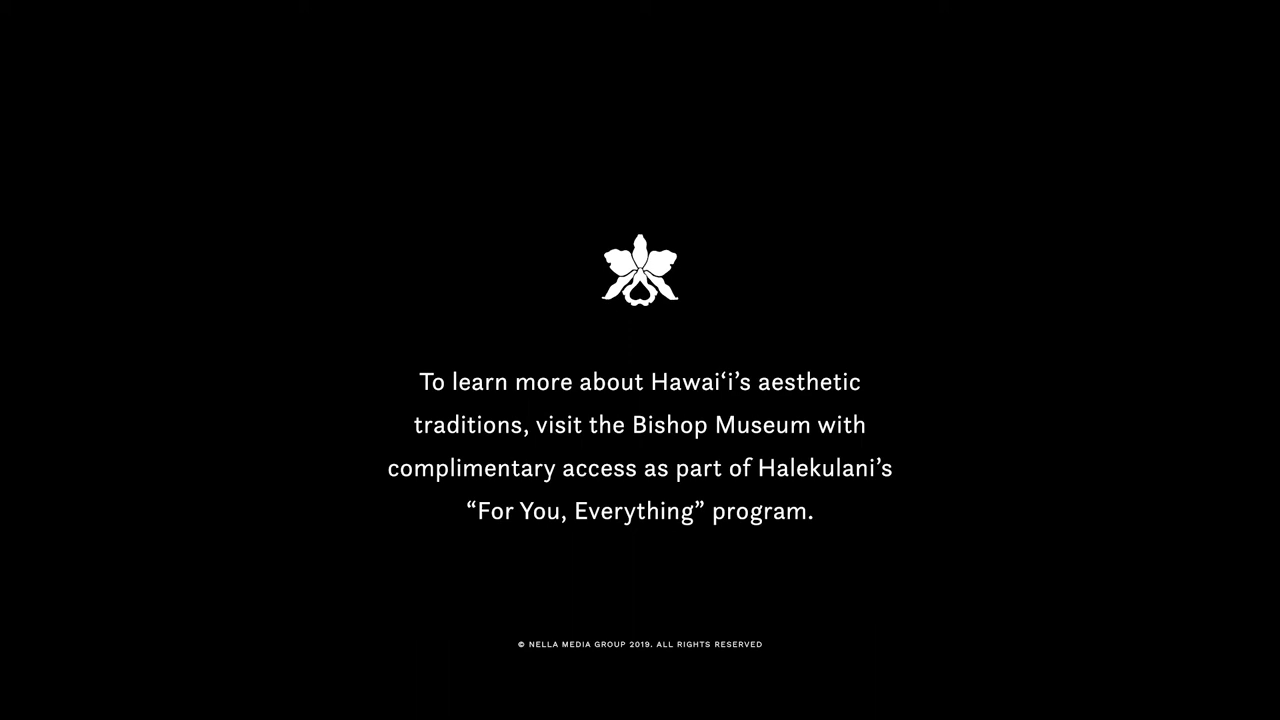 To learn more about Hawai‘i’s aesthetic
traditions, visit the Bishop Museum with
complimentary access as part of Halekulani’s
“For You, Everything” program.
© NELLA MEDIA GROUP 2019. ALL RIGHTS RESERVED